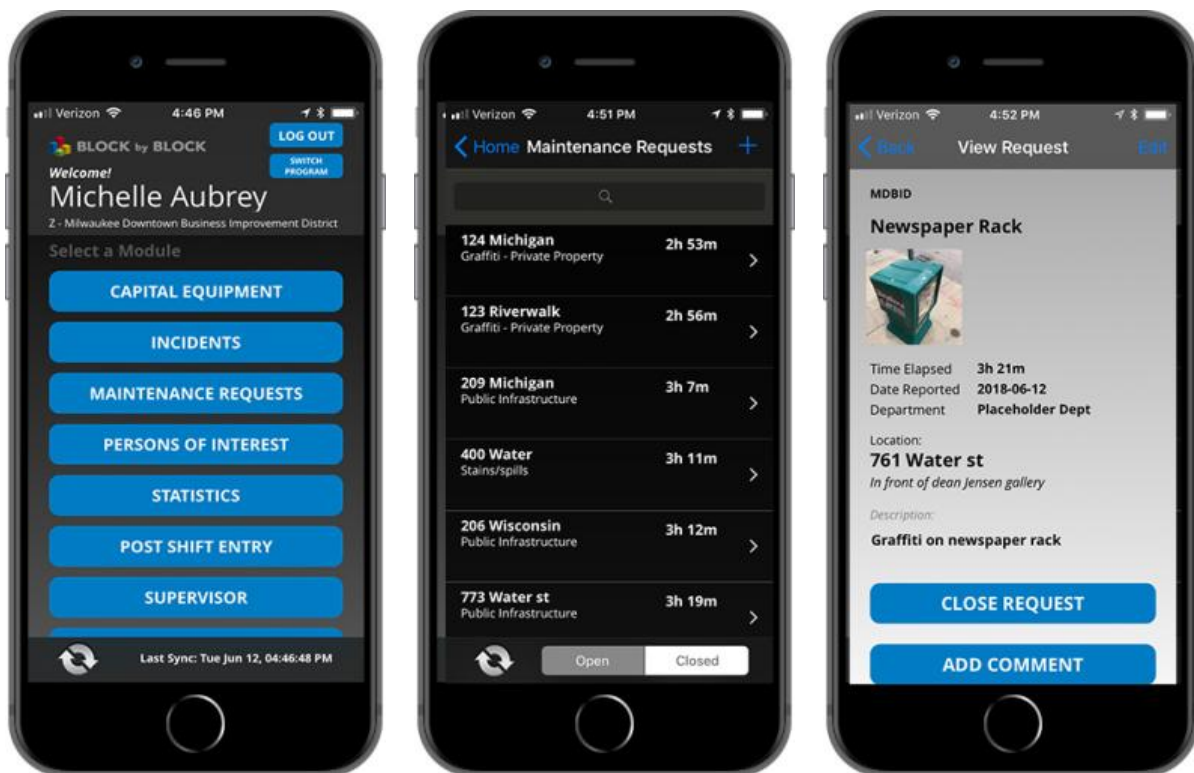 Verizon 4:46 PM
BLOCK by BLOCK
LOG OUT
SWITCH PROGRAM
Welcome!
Michelle Aubrey
Z - Milwaukee Downtown Business Improvement District
Select a Module
CAPITAL EQUIPMENT
INCIDENTS
MAINTENANCE REQUESTS
PERSONS OF INTEREST
STATISTICS
POST SHIFT ENTRY
SUPERVISOR
Last Sync: Tue Jun 12, 04:46:48 PM
Verizon 4:51 PM
Home Maintenance Requests +
124 Michigan 2h 53m
Graffiti - Private Property
123 Riverwalk 2h 56m
Graffiti - Private Property
209 Michigan 3h 7m
Public Infrastructure
400 Water 3h 11m
Stains/spills
206 Wisconsin 3h 12m
Public Infrastructure
773 Water st 3h 19m
Public Infrastructure
Open Closed
Verizon 4:52 PM
Back View Request Edit
MDBID
Newspaper Rack
Time Elapsed 3h 21m
Date Reported 2018-06-12
Department Placeholder Dept
Location:
761 Water st
In front of dean Jensen gallery
Description:
Graffiti on newspaper rack
CLOSE REQUEST
ADD COMMENT